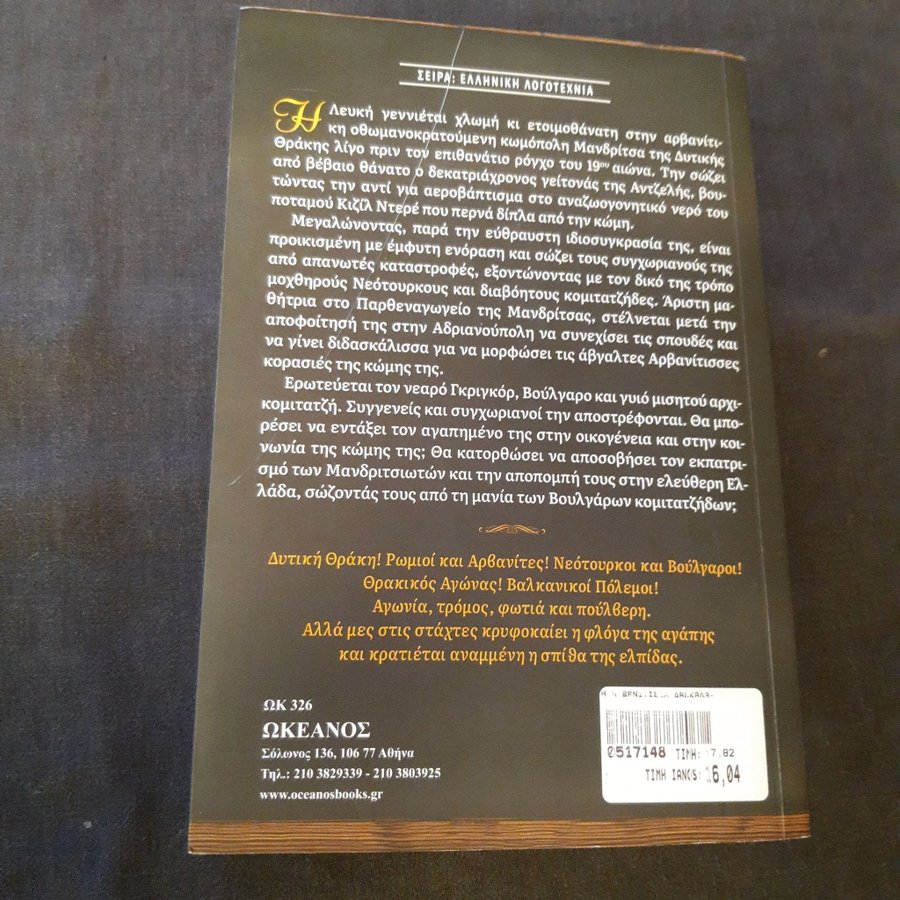 ΣΕΙΡΑ: ΕΛΛΗΝΙΚΗ ΛΟΓΟΤΕΧΝΙΑ
Η Λευκή γεννιέται χλωμή κι ετοιμοθάνατη στην αρβανίτι-
κη οθωμανοκρατούμενη κωμόπολη Μανδρίτσα της Δυτικής
Θράκης λίγο πριν τον επιθανάτιο ρόγχο του 19ου αιώνα. Την σώζει
από βέβαιο θάνατο ο δεκατριάχρονος γείτονάς της Αντζελής, βου-
τώντας την αντί για αεροβάπτισμα στο αναζωογονητικό νερό του
ποταμού Κιζίλ Ντερέ που περνά δίπλα από την κώμη.
Μεγαλώνοντας, παρά την εύθραυστη ιδιοσυγκρασία της, είναι
προικισμένη με έμφυτη ενόραση και σώζει τους συγχωριανούς της
από απανωτές καταστροφές, εξοντώνοντας με τον δικό της τρόπο
μοχθηρούς Νεότουρκους και διαβόητους κομιτατζήδες. Άριστη μα-
θήτρια στο Παρθεναγωγείο της Μανδρίτσας, στέλνεται μετά την
αποφοίτησή της στην Αδριανούπολη να συνεχίσει τις σπουδές και
να γίνει διδασκάλισσα για να μορφώσει τις άβγαλτες Αρβανίτισσες
κορασιές της κώμης της.
Ερωτεύεται τον νεαρό Γκριγκόρ, Βούλγαρο και γυιό μισητού αρχι-
κομιτατζή. Συγγενείς και συγχωριανοί την αποστρέφονται. Θα μπο-
ρέσει να εντάξει τον αγαπημένο της στην οικογένεια και στην κοι-
νωνία της κώμης της; Θα κατορθώσει να αποσοβήσει τον εκπατρι-
σμό των Μανδριτσιωτών και την αποπομπή τους στην ελεύθερη Ελ-
λάδα, σώζοντάς τους από τη μανία των Βουλγάρων κομιτατζήδων;
Δυτική Θράκη! Ρωμιοί και Αρβανίτες! Νεότουρκοι και Βούλγαροι!
Θρακικός Αγώνας! Βαλκανικοί Πόλεμοι!
Αγωνία, τρόμος, φωτιά και πούλβερη.
Αλλά μες στις στάχτες κρυφοκαίει η φλόγα της αγάπης
και κρατιέται αναμμένη η σπίθα της ελπίδας.
ΩΚ 326
ΩΚΕΑΝΟΣ
Σόλωνος 136, 106 77 Αθήνα
Τηλ.: 210 3829339 - 210 3803925
www.oceanosbooks.gr
0517148 ΤΙΜΗ: 7.82
ΤΙΜΗ IANOS: 16,04